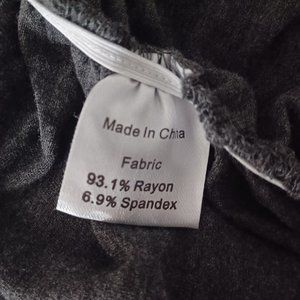 Made In China
Fabric
93.1% Rayon
6.9% Spandex